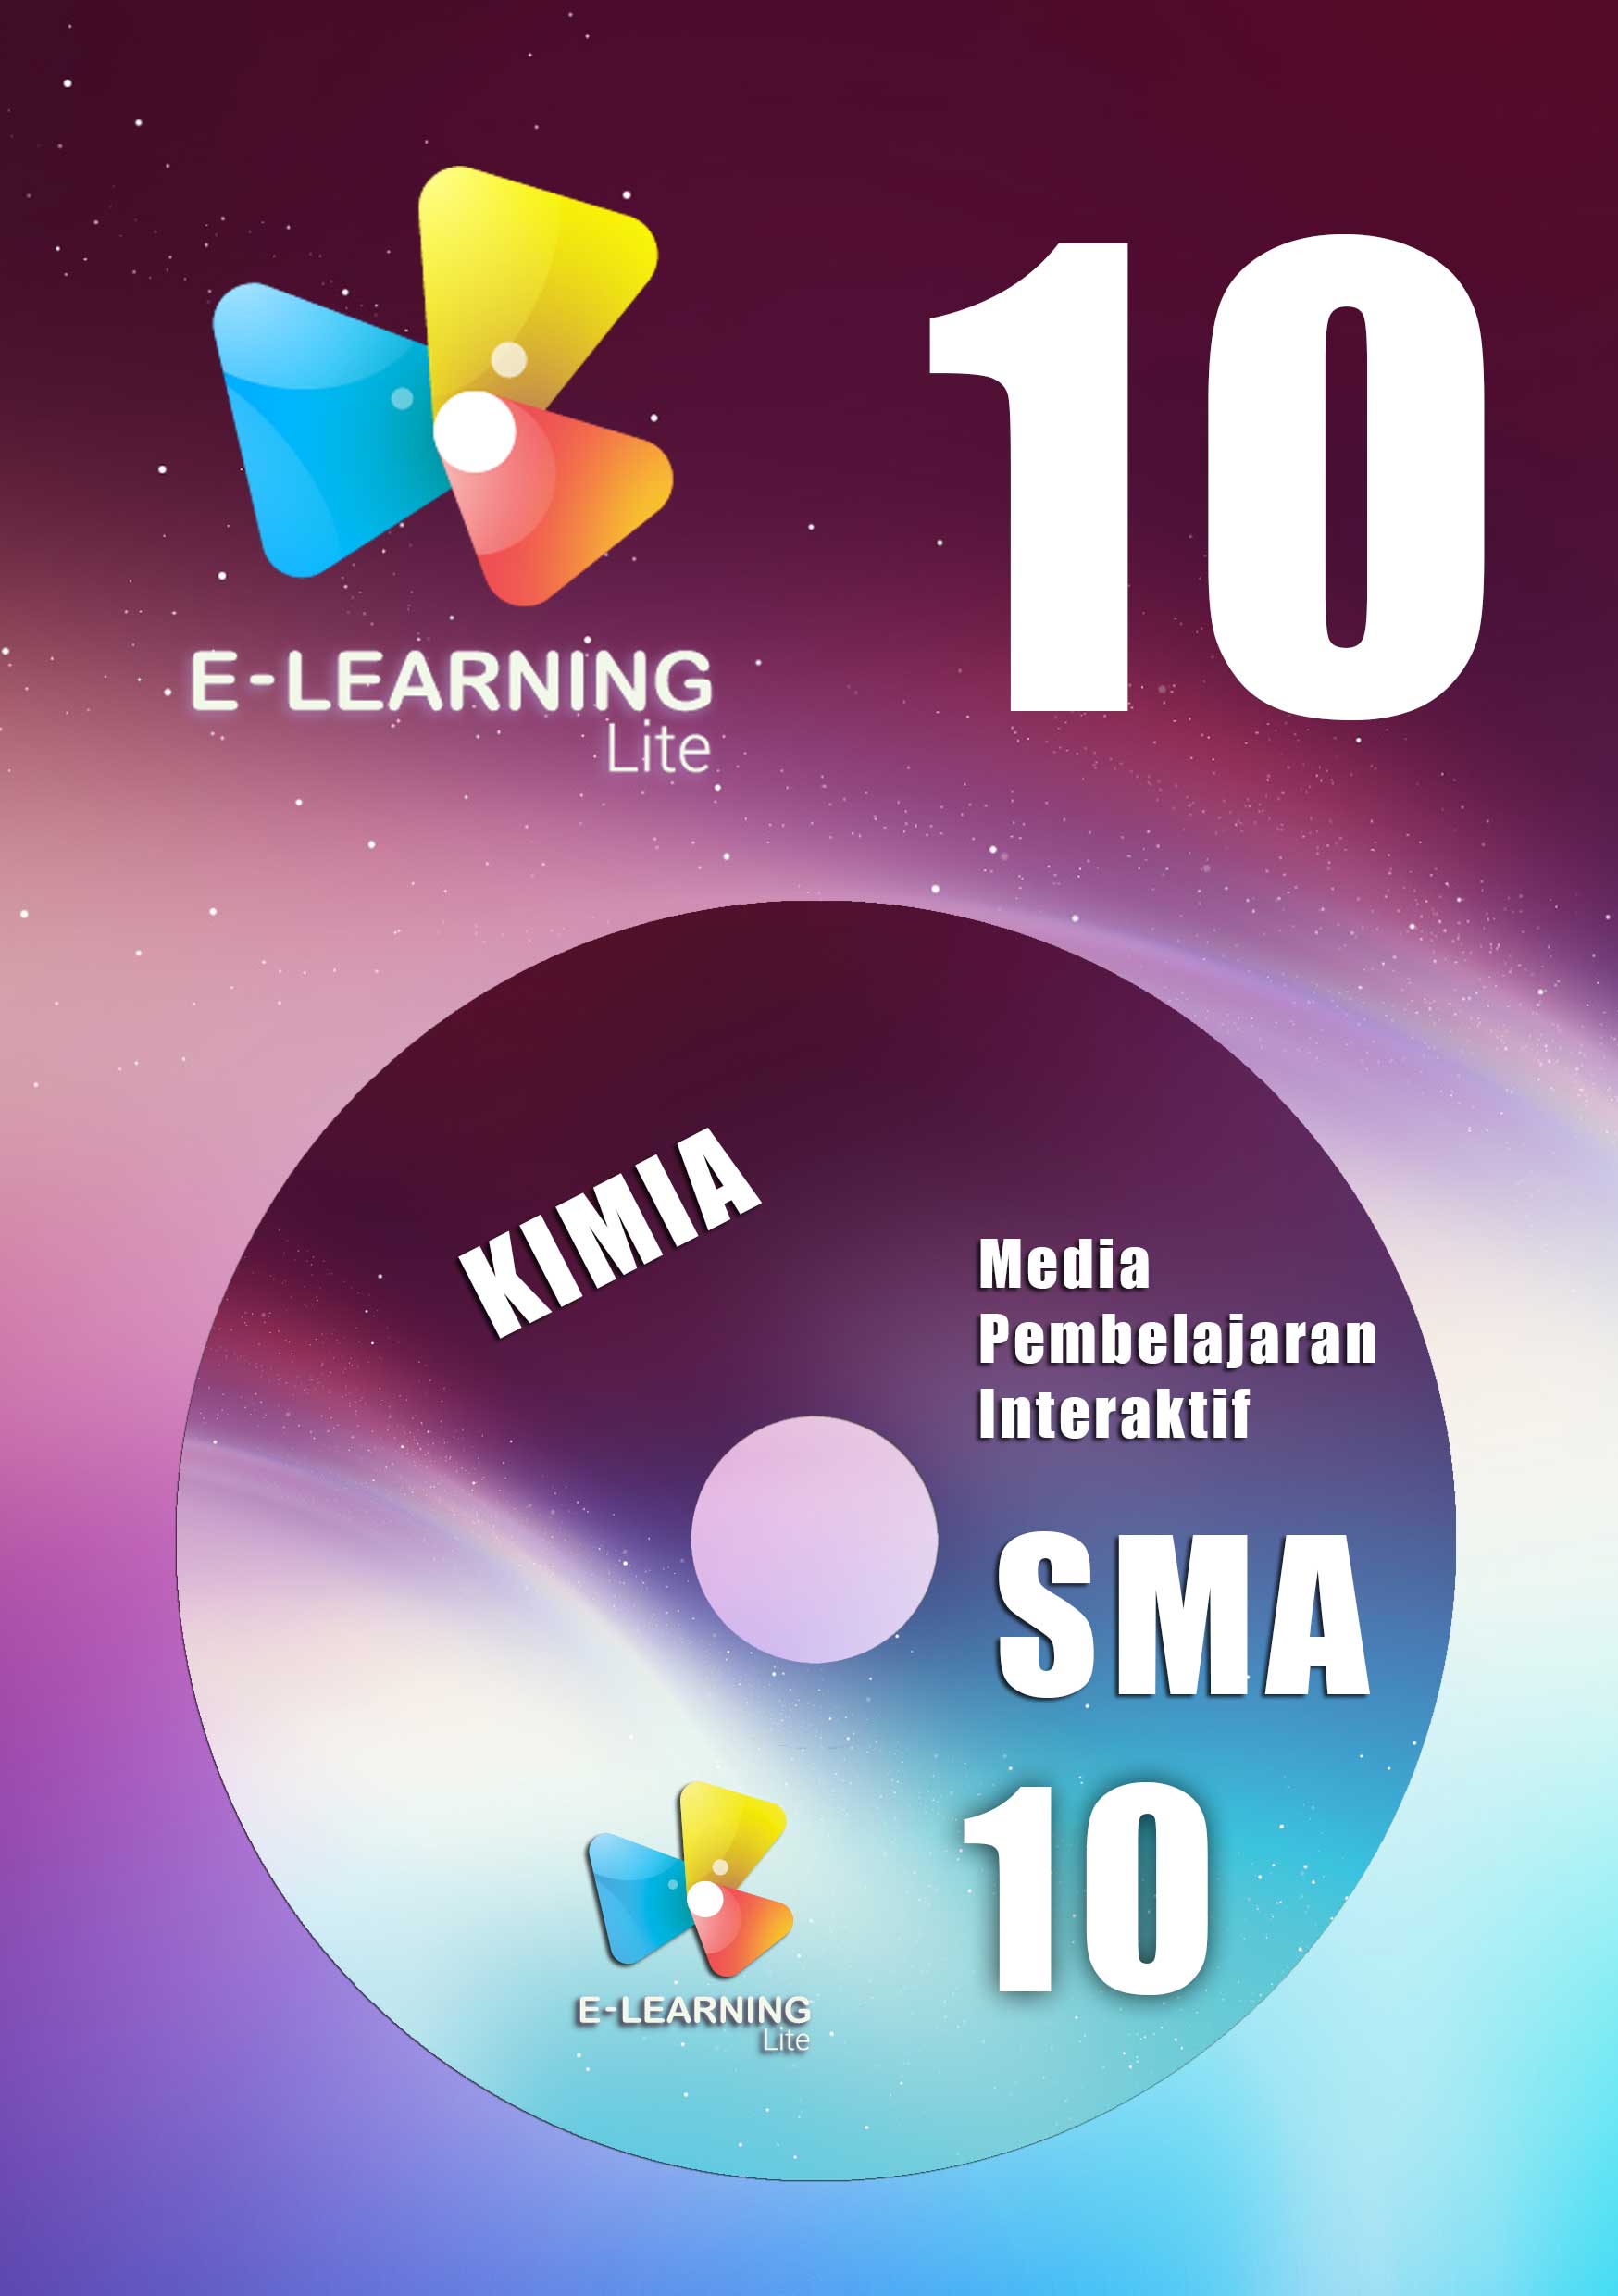 E-LEARNING
Lite
10
KIMIA
Media
Pembelajaran
Interaktif
SMA
10
E-LEARNING
Lite